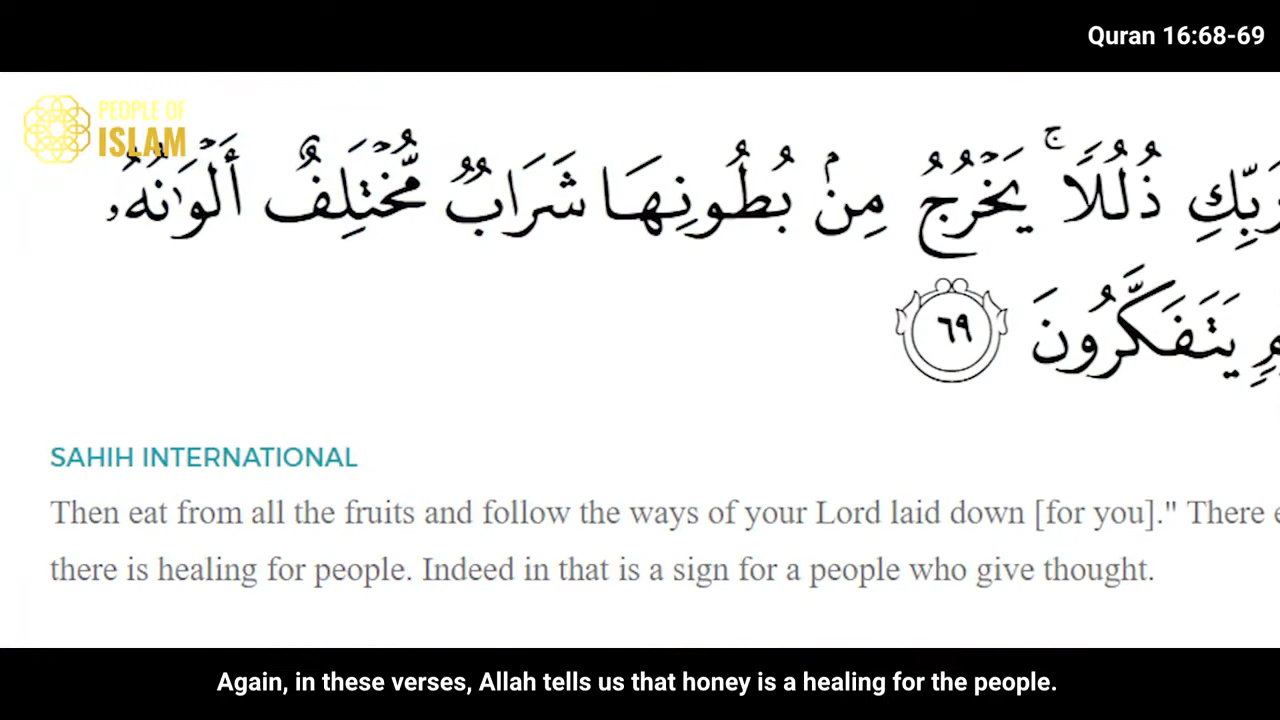 Quran 16:68-69
PEOPLE OF
ISLAM
رَبِّكِ ذُلُلًا ۚ يَخْرُجُ مِنۢ بُطُونِهَا شَرَابٌ مُّخْتَلِفٌ أَلْوَٰنُهُۥ
يَتَفَكَّرُونَ ٦٩
SAHIH INTERNATIONAL
Then eat from all the fruits and follow the ways of your Lord laid down [for you]." There
there is healing for people. Indeed in that is a sign for a people who give thought.
Again, in these verses, Allah tells us that honey is a healing for the people.